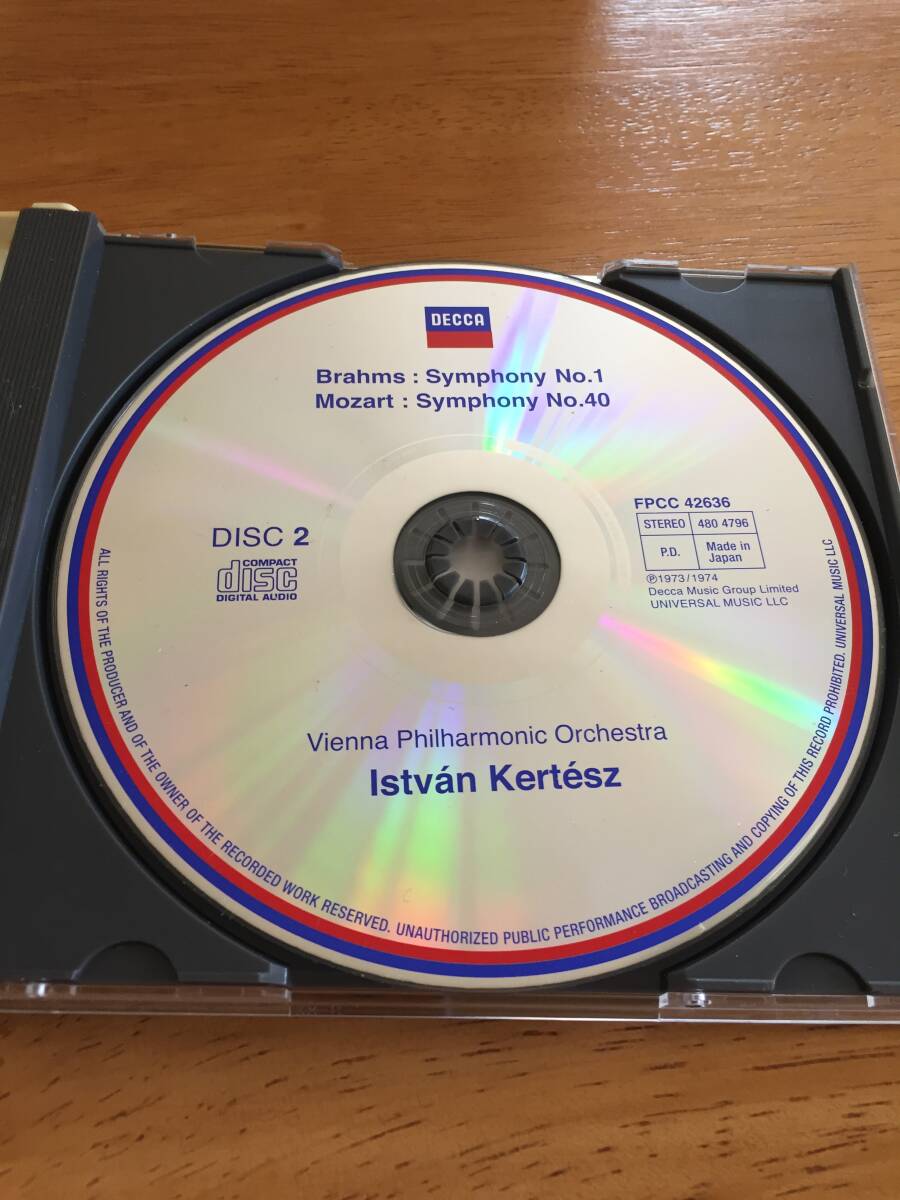 DECCA
Brahms : Symphony No.1
Mozart : Symphony No.40
DISC 2
COMPACT
disc
DIGITAL AUDIO
FPCC 42636
STEREO 480 4796
P.D. Made in Japan
℗1973/1974
Decca Music Group Limited
UNIVERSAL MUSIC LLC
Vienna Philharmonic Orchestra
István Kertész
ALL RIGHTS OF THE PRODUCER AND OF THE OWNER OF THE RECORDED WORK RESERVED. UNAUTHORIZED PUBLIC PERFORMANCE BROADCASTING AND COPYING OF THIS RECORD PROHIBITED. UNIVERSAL MUSIC LLC